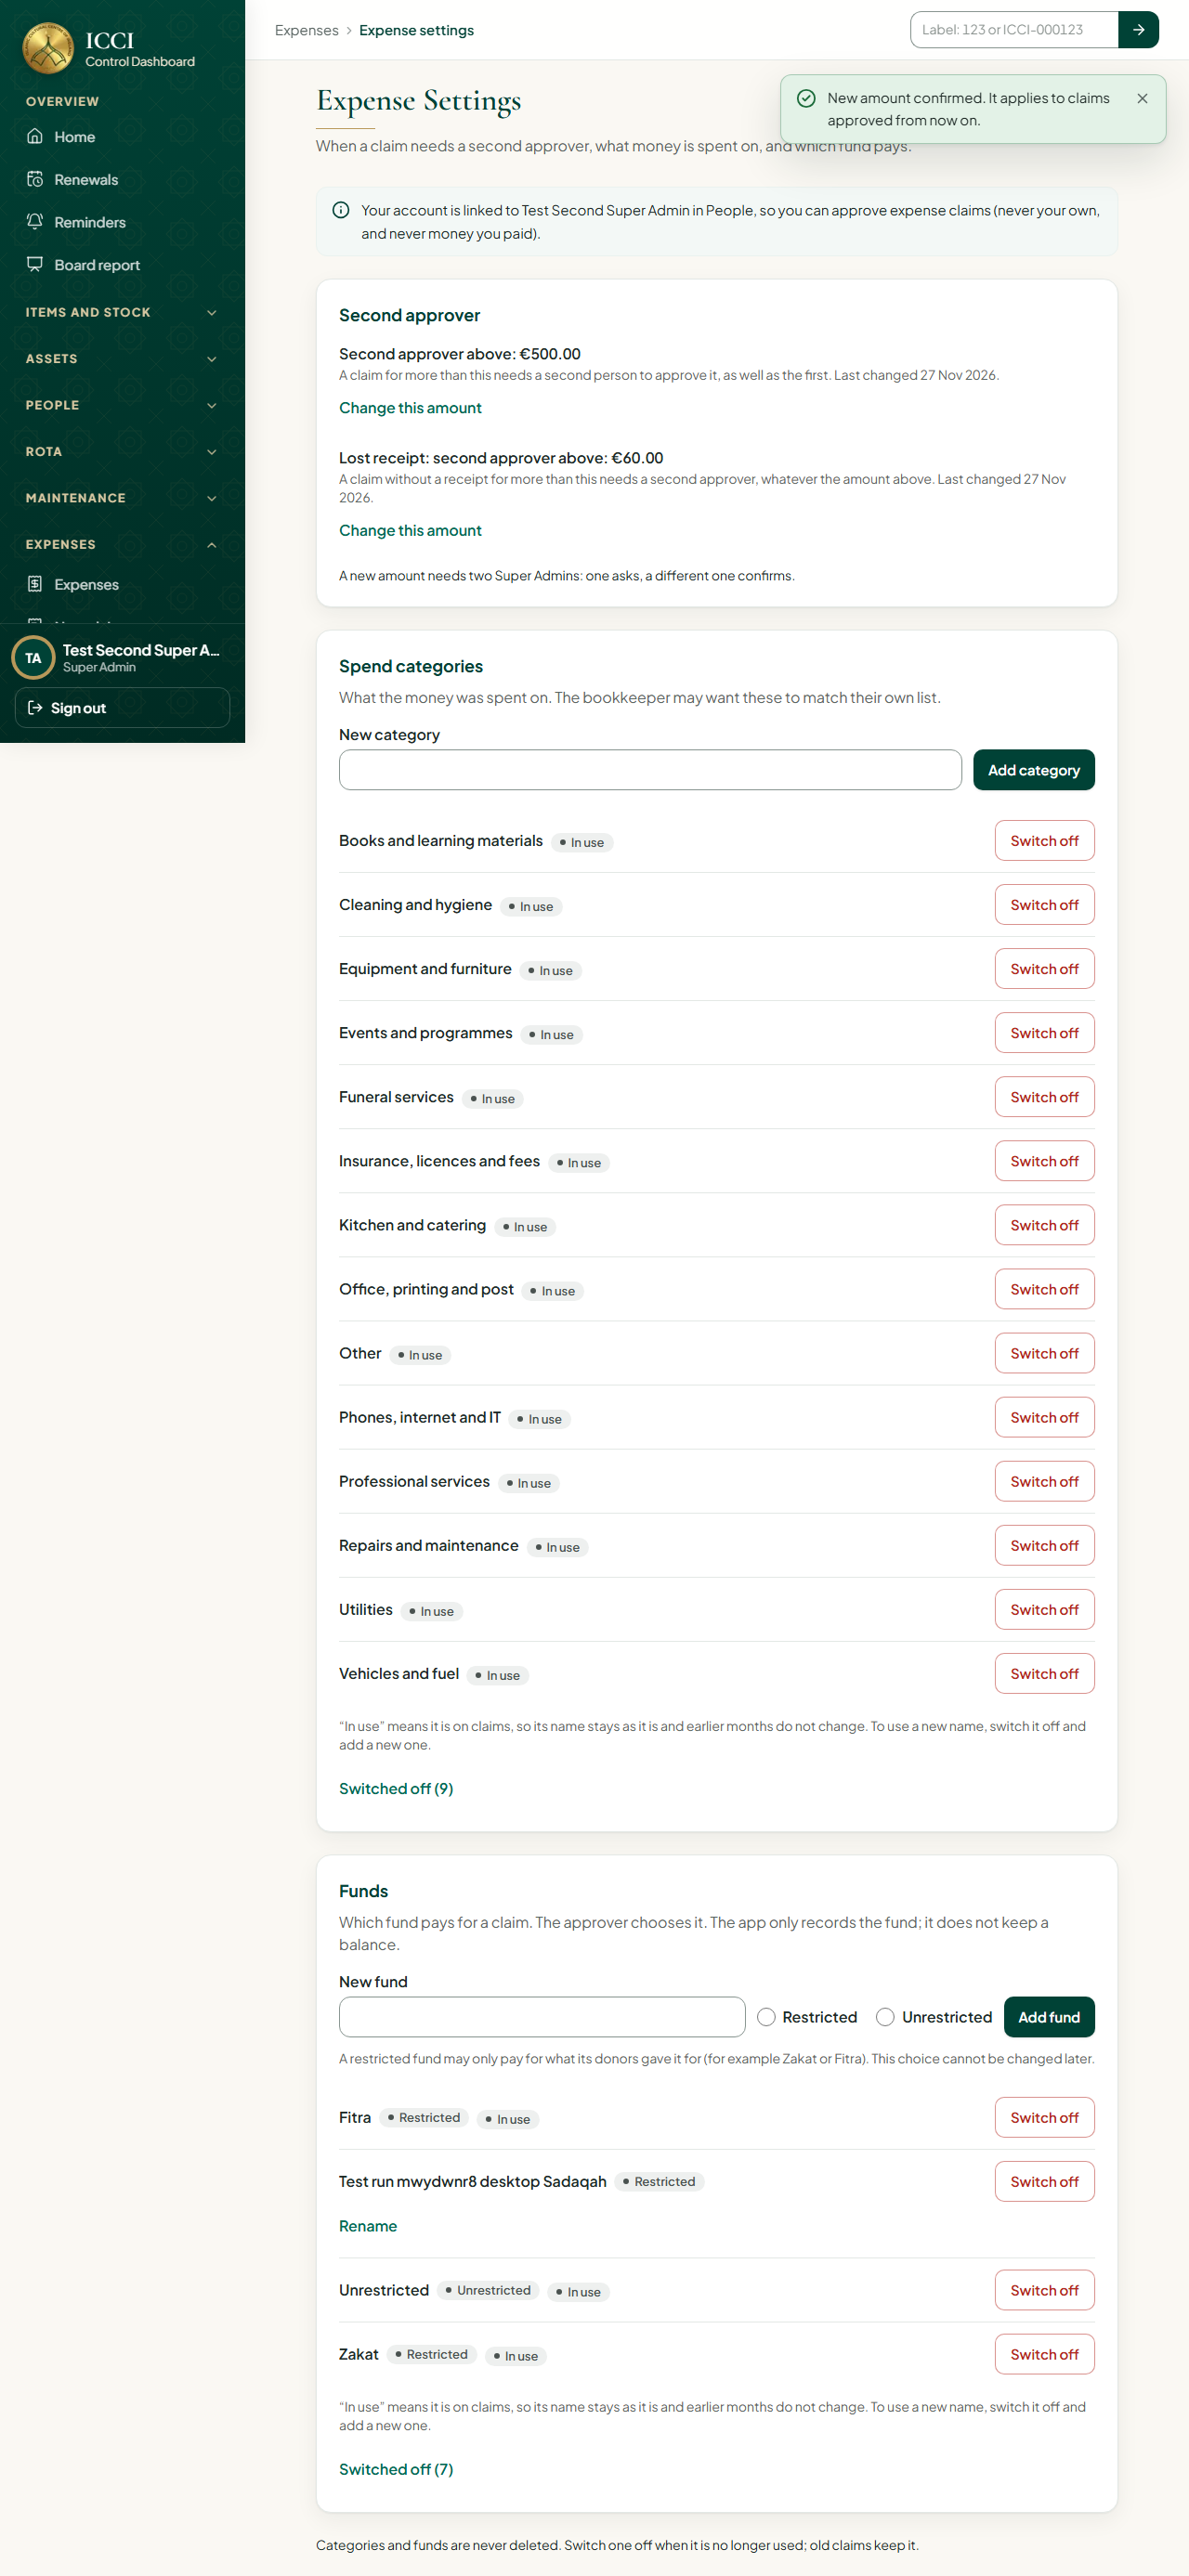 ICCI
Control Dashboard
OVERVIEW
Home
Renewals
Reminders
Board report
ITEMS AND STOCK
ASSETS
PEOPLE
ROTA
MAINTENANCE
EXPENSES
Expenses
TA
Test Second Super A...
Super Admin
Sign out
Expenses > Expense settings
Label: 123 or ICCI-000123
New amount confirmed. It applies to claims
approved from now on.
Expense Settings
When a claim needs a second approver, what money is spent on, and which fund pays.
Your account is linked to Test Second Super Admin in People, so you can approve expense claims (never your own,
and never money you paid).
Second approver
Second approver above: €500.00
A claim for more than this needs a second person to approve it, as well as the first. Last changed 27 Nov 2026.
Change this amount
Lost receipt: second approver above: €60.00
A claim without a receipt for more than this needs a second approver, whatever the amount above. Last changed 27 Nov
2026.
Change this amount
A new amount needs two Super Admins: one asks, a different one confirms.
Spend categories
What the money was spent on. The bookkeeper may want these to match their own list.
New category
Add category
Books and learning materials In use Switch off
Cleaning and hygiene In use Switch off
Equipment and furniture In use Switch off
Events and programmes In use Switch off
Funeral services In use Switch off
Insurance, licences and fees In use Switch off
Kitchen and catering In use Switch off
Office, printing and post In use Switch off
Other In use Switch off
Phones, internet and IT In use Switch off
Professional services In use Switch off
Repairs and maintenance In use Switch off
Utilities In use Switch off
Vehicles and fuel In use Switch off
“In use” means it is on claims, so its name stays as it is and earlier months do not change. To use a new name, switch it off and
add a new one.
Switched off (9)
Funds
Which fund pays for a claim. The approver chooses it. The app only records the fund; it does not keep a
balance.
New fund
Restricted Unrestricted Add fund
A restricted fund may only pay for what its donors gave it for (for example Zakat or Fitra). This choice cannot be changed later.
Fitra Restricted In use Switch off
Test run mwydwnr8 desktop Sadaqah Restricted Switch off
Rename
Unrestricted Unrestricted In use Switch off
Zakat Restricted In use Switch off
“In use” means it is on claims, so its name stays as it is and earlier months do not change. To use a new name, switch it off and
add a new one.
Switched off (7)
Categories and funds are never deleted. Switch one off when it is no longer used; old claims keep it.